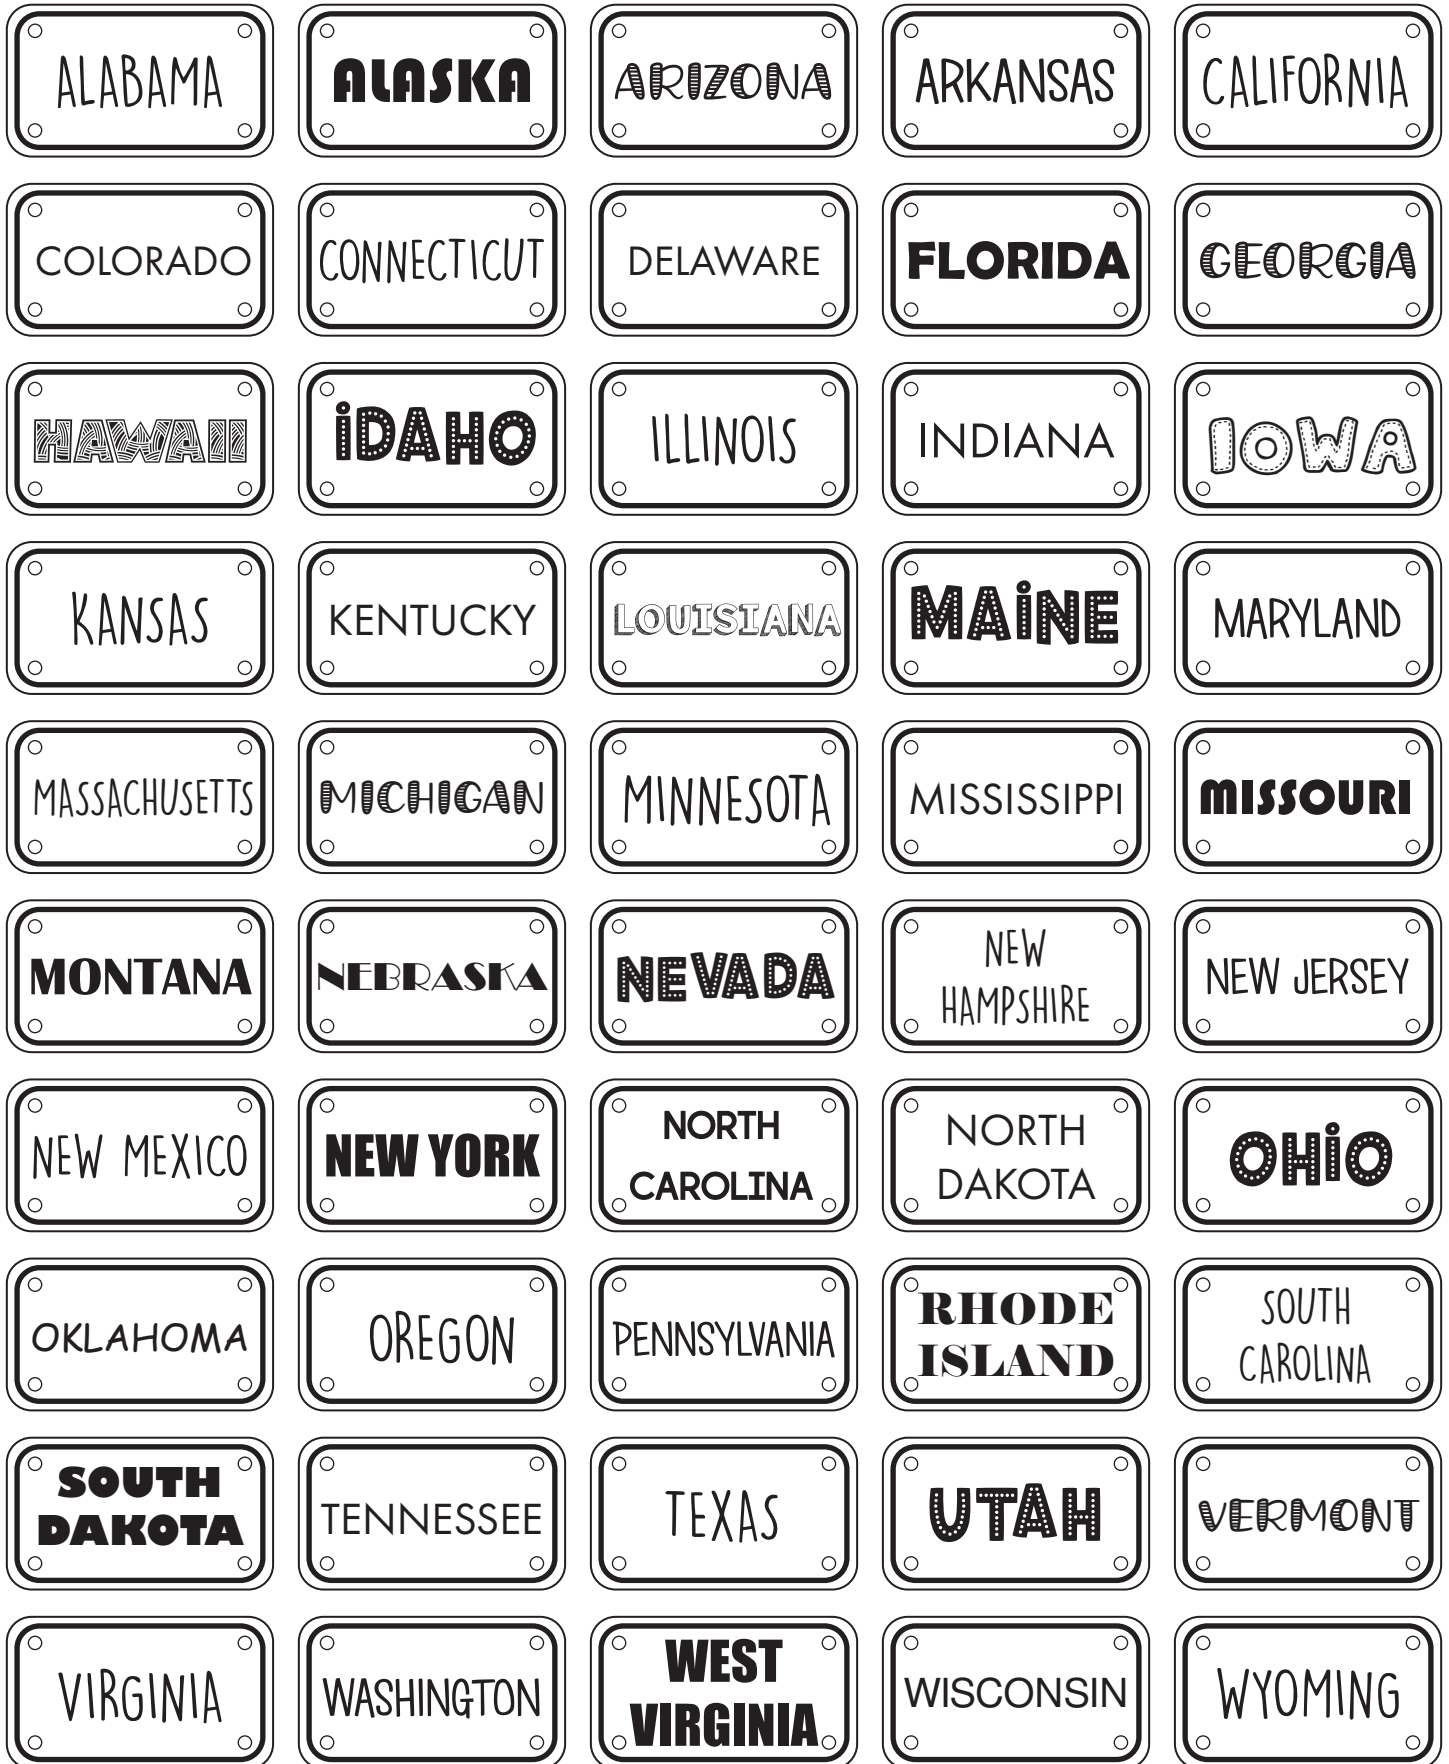 ALABAMA
ALASKA
ARIZONA
ARKANSAS
CALIFORNIA
COLORADO
CONNECTICUT
DELAWARE
FLORIDA
GEORGIA
HAWAII
iDAHO
ILLINOIS
INDIANA
IOWA
KANSAS
KENTUCKY
LOUISIANA
MAiNE
MARYLAND
MASSACHUSETTS
MICHIGAN
MINNESOTA
MISSISSIPPI
MISSOURI
MONTANA
NEBRASKA
NEVADA
NEW
HAMPSHIRE
NEW JERSEY
NEW MEXICO
NEW YORK
NORTH
CAROLINA
NORTH
DAKOTA
OHiO
OKLAHOMA
OREGON
PENNSYLVANIA
RHODE
ISLAND
SOUTH
CAROLINA
SOUTH
DAKOTA
TENNESSEE
TEXAS
UTAH
VERMONT
VIRGINIA
WASHINGTON
WEST
VIRGINIA
WISCONSIN
WYOMING